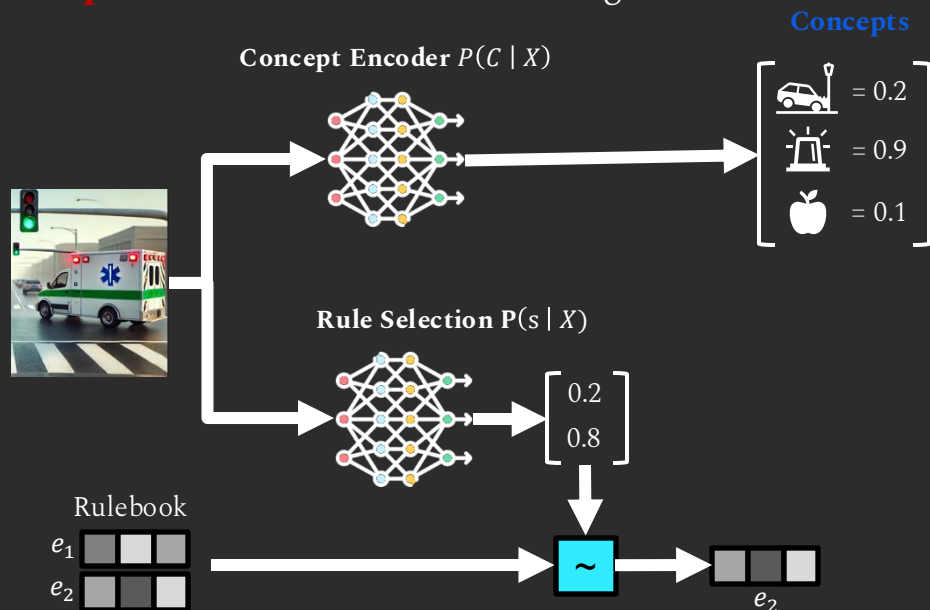 Concepts
Concept Encoder P(C | X)
= 0.2
= 0.9
= 0.1
Rule Selection P(s | X)
0.2
0.8
Rulebook
e₁
e₂
~
e₂